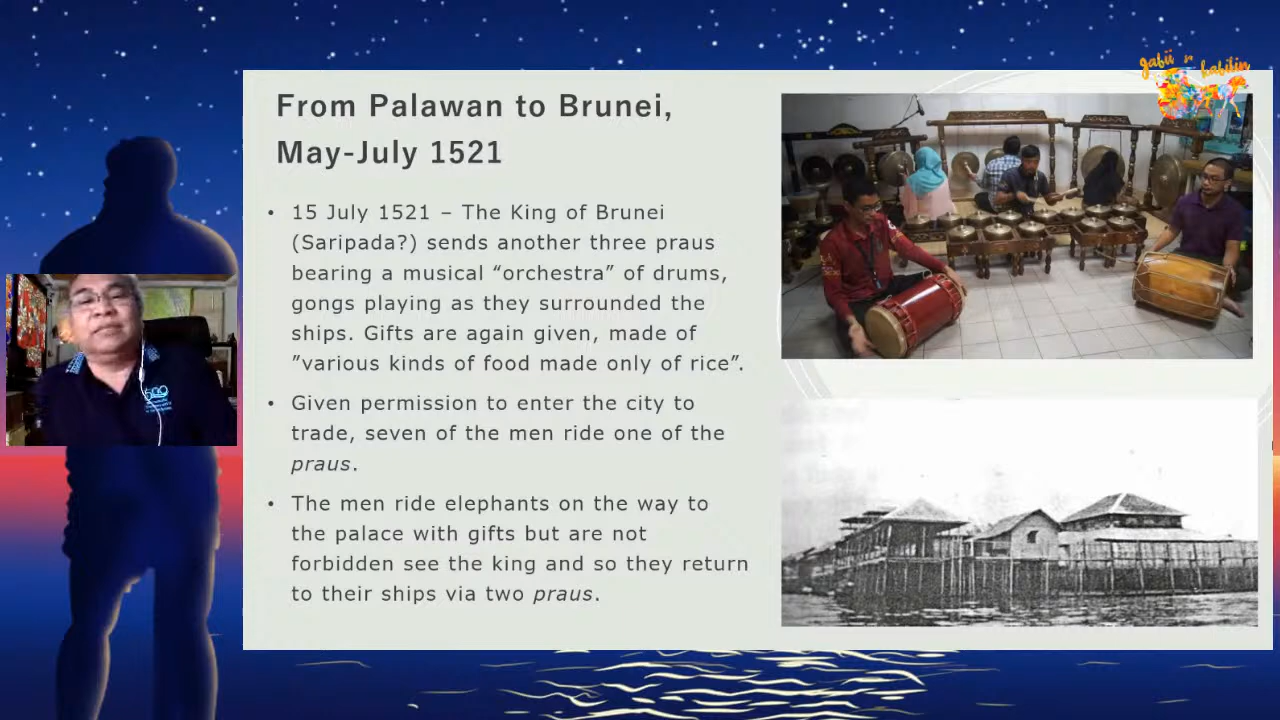 gabii sa kabilin
From Palawan to Brunei,
May-July 1521
• 15 July 1521 – The King of Brunei
(Saripada?) sends another three praus
bearing a musical “orchestra” of drums,
gongs playing as they surrounded the
ships. Gifts are again given, made of
”various kinds of food made only of rice”.
• Given permission to enter the city to
trade, seven of the men ride one of the
praus.
• The men ride elephants on the way to
the palace with gifts but are not
forbidden see the king and so they return
to their ships via two praus.